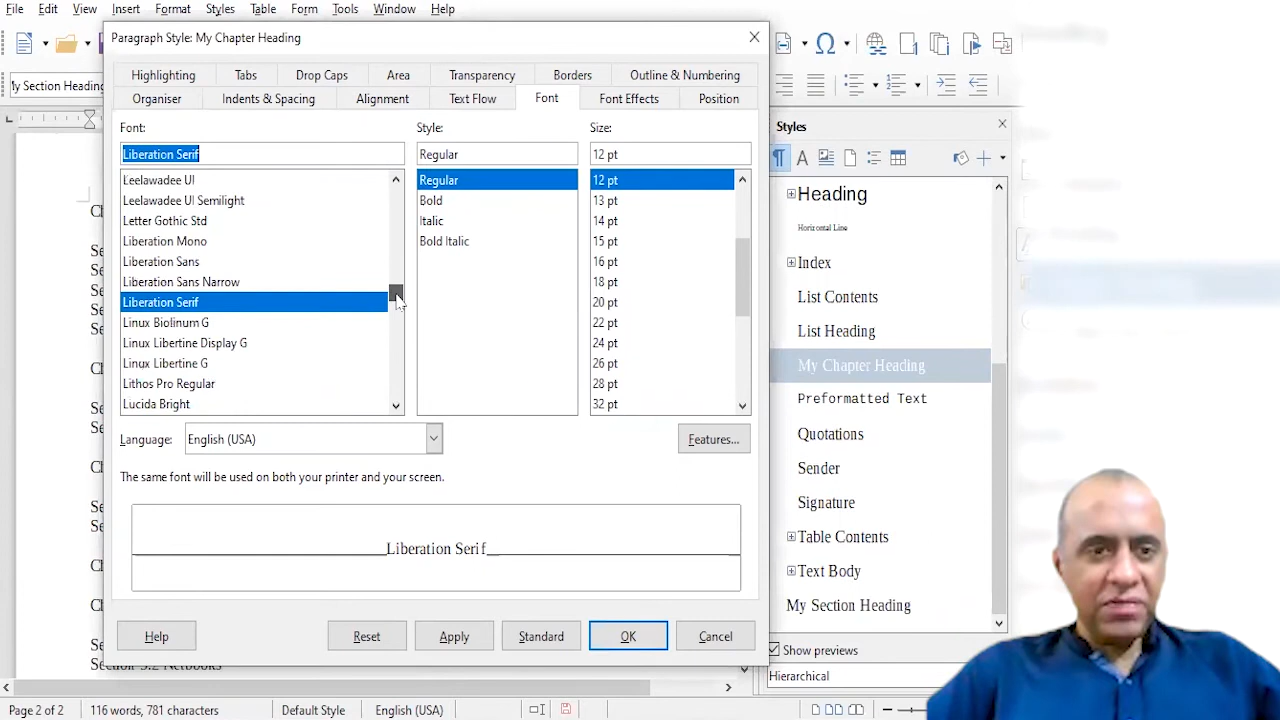 File Edit View Insert Format Styles Table Form Tools Window Help
Paragraph Style: My Chapter Heading
Highlighting Tabs Drop Caps Area Transparency Borders Outline & Numbering
Organiser Indents & Spacing Alignment Text Flow Font Font Effects Position
y Section Heading
Font: Style: Size:
Liberation Serif Regular 12 pt
Leelawadee UI Regular 12 pt
Leelawadee UI Semilight Bold 13 pt
Letter Gothic Std Italic 14 pt
Liberation Mono Bold Italic 15 pt
Liberation Sans 16 pt
Liberation Sans Narrow 18 pt
Liberation Serif 20 pt
Linux Biolinum G 22 pt
Linux Libertine Display G 24 pt
Linux Libertine G 26 pt
Lithos Pro Regular 28 pt
Lucida Bright 32 pt
Language: English (USA) Features...
The same font will be used on both your printer and your screen.
Liberation Serif
Help Reset Apply Standard OK Cancel
Section 5.2 Netbooks
Styles
Heading
Horizontal Line
Index
List Contents
List Heading
My Chapter Heading
Preformatted Text
Quotations
Sender
Signature
Table Contents
Text Body
My Section Heading
Show previews
Hierarchical
Page 2 of 2 116 words, 781 characters Default Style English (USA)